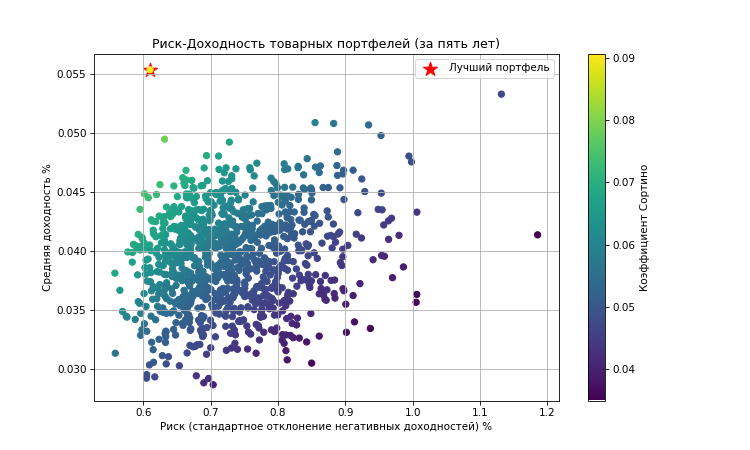 Риск-Доходность товарных портфелей (за пять лет)
Лучший портфель
Средняя доходность %
0.055
0.050
0.045
0.040
0.035
0.030
0.6 0.7 0.8 0.9 1.0 1.1 1.2
Риск (стандартное отклонение негативных доходностей) %
0.09
0.08
0.07
0.06
0.05
0.04
Коэффициент Сортино